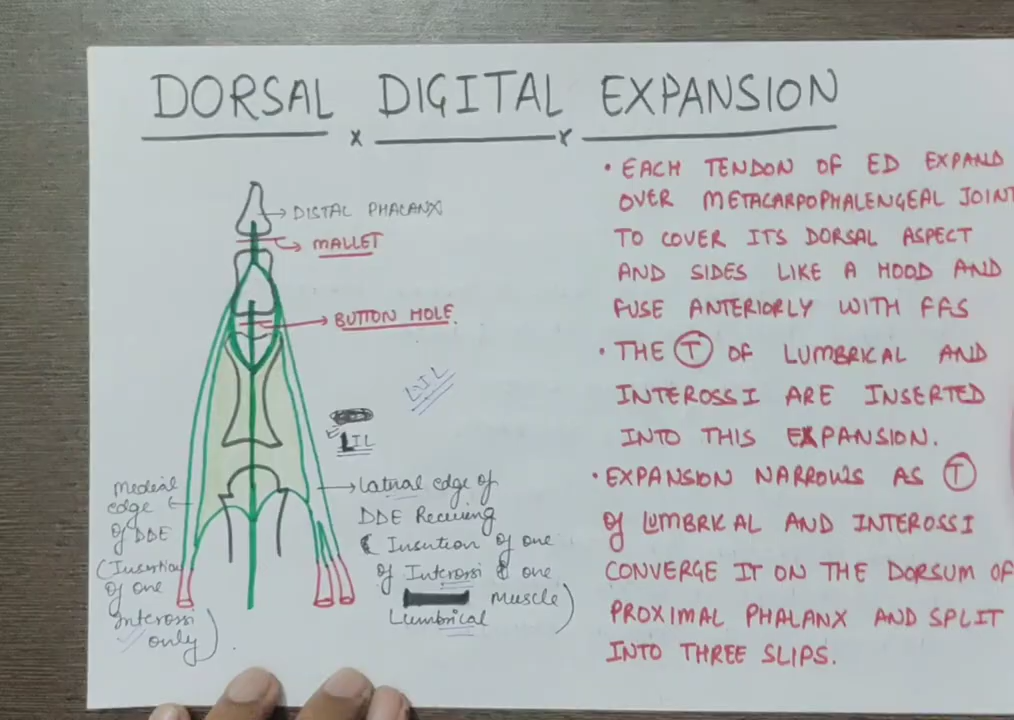 DORSAL DIGITAL EXPANSION
DISTAL PHALANX
MALLET
BUTTON HOLE.
LIL
LIL
medial
edge
of DDE
(Insertion
of one
Interossi
only)
Lateral edge of
DDE Receiving
Insertion of one
of Interossi & one
Muscle)
Lumbrical
• EACH TENDON OF ED EXPAND
OVER METACARPOPHALENGEAL JOINT
TO COVER ITS DORSAL ASPECT
AND SIDES LIKE A HOOD AND
FUSE ANTERIORLY WITH FFS
• THE T OF LUMBRICAL AND
INTEROSSI ARE INSERTED
INTO THIS EXPANSION.
• EXPANSION NARROWS AS T
OF LUMBRICAL AND INTEROSSI
CONVERGE IT ON THE DORSUM OF
PROXIMAL PHALANX AND SPLIT
INTO THREE SLIPS.